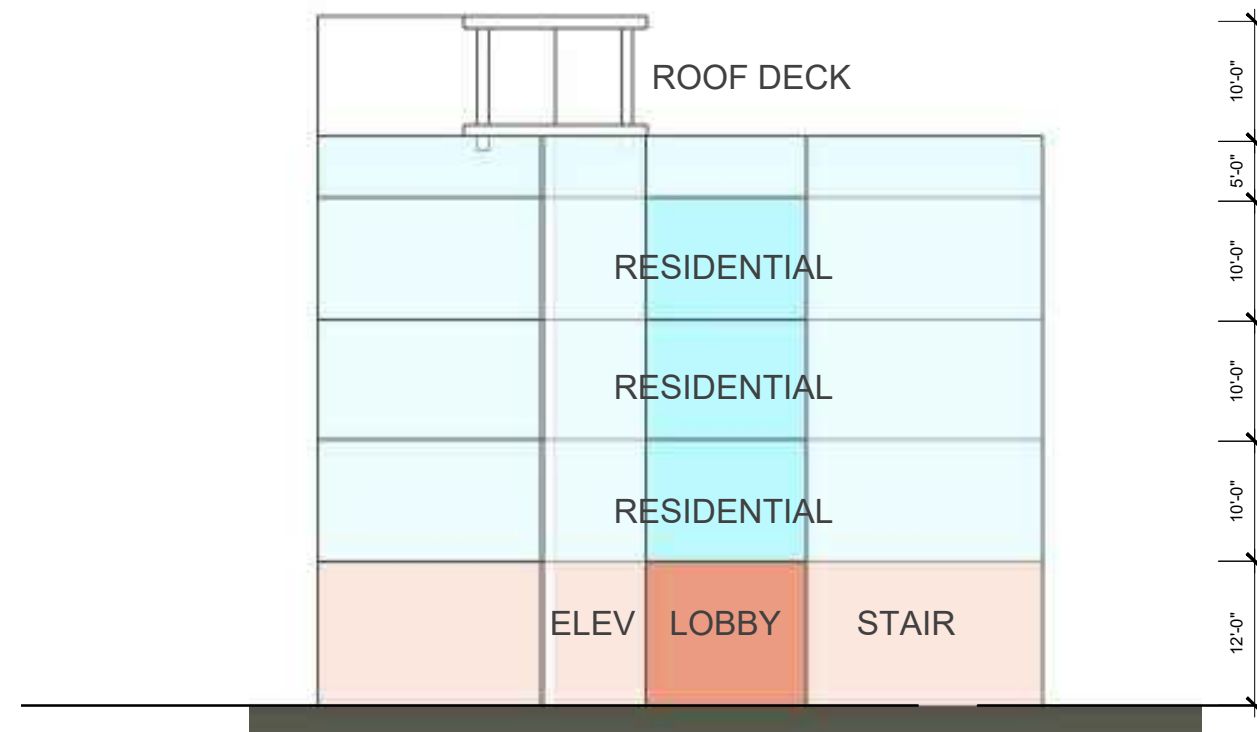 ROOF DECK
10'-0"
5'-0"
RESIDENTIAL
10'-0"
RESIDENTIAL
10'-0"
RESIDENTIAL
10'-0"
ELEV LOBBY STAIR
12'-0"